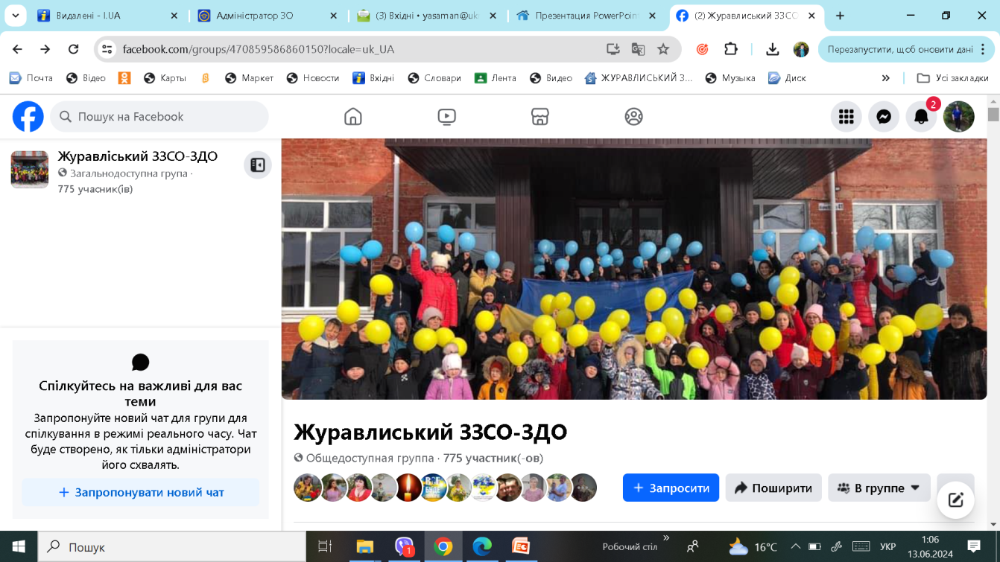 Видалені - I.UA
Адміністратор ЗО
(3) Вхідні • yasaman@uk
Презентация PowerPoin
(2) Журавлиський ЗЗСО
facebook.com/groups/470859586860150?locale=uk_UA
Перезапустити, щоб оновити дані
Почта
Відео
Карты
Маркет
Новости
Вхідні
Словари
Лента
Видео
ЖУРАВЛИСЬКИЙ З...
Музыка
Диск
»
Усі закладки
Пошук на Facebook
2
Журавліський ЗЗСО-ЗДО
Загальнодоступна група ·
775 учасник(ів)
Спілкуйтесь на важливі для вас
теми
Запропонуйте новий чат для групи для
спілкування в режимі реального часу. Чат
буде створено, як тільки адміністратори
його схвалять.
+ Запропонувати новий чат
Журавлиський ЗЗСО-ЗДО
Общедоступная группа · 775 участник(-ов)
+ Запросити
Поширити
В группе
Пошук
1
Робочий стіл
»
16°C
УКР
1:06
13.06.2024